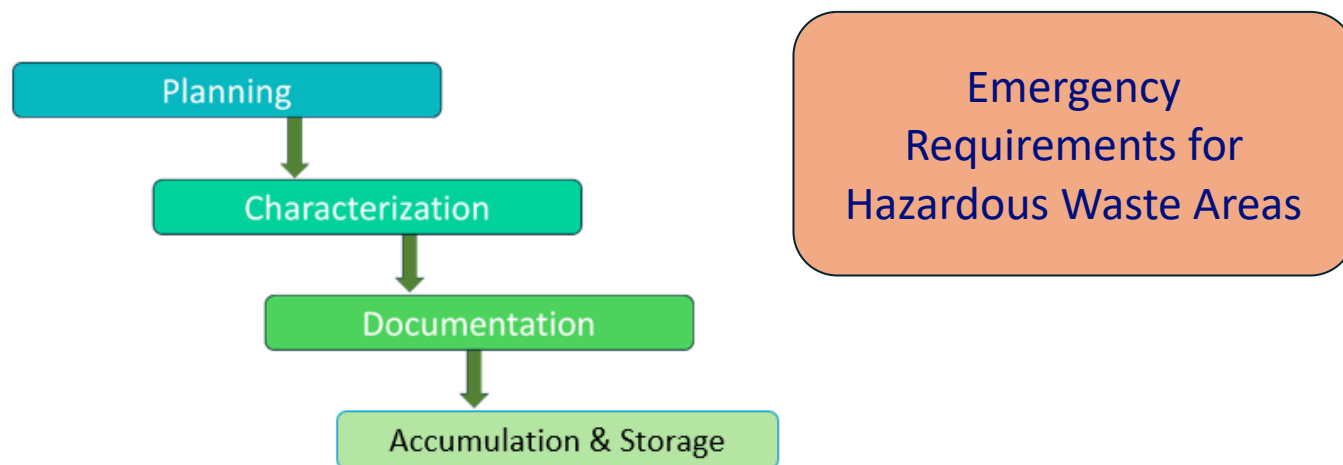 Planning
Characterization
Documentation
Accumulation & Storage
Emergency
Requirements for
Hazardous Waste Areas